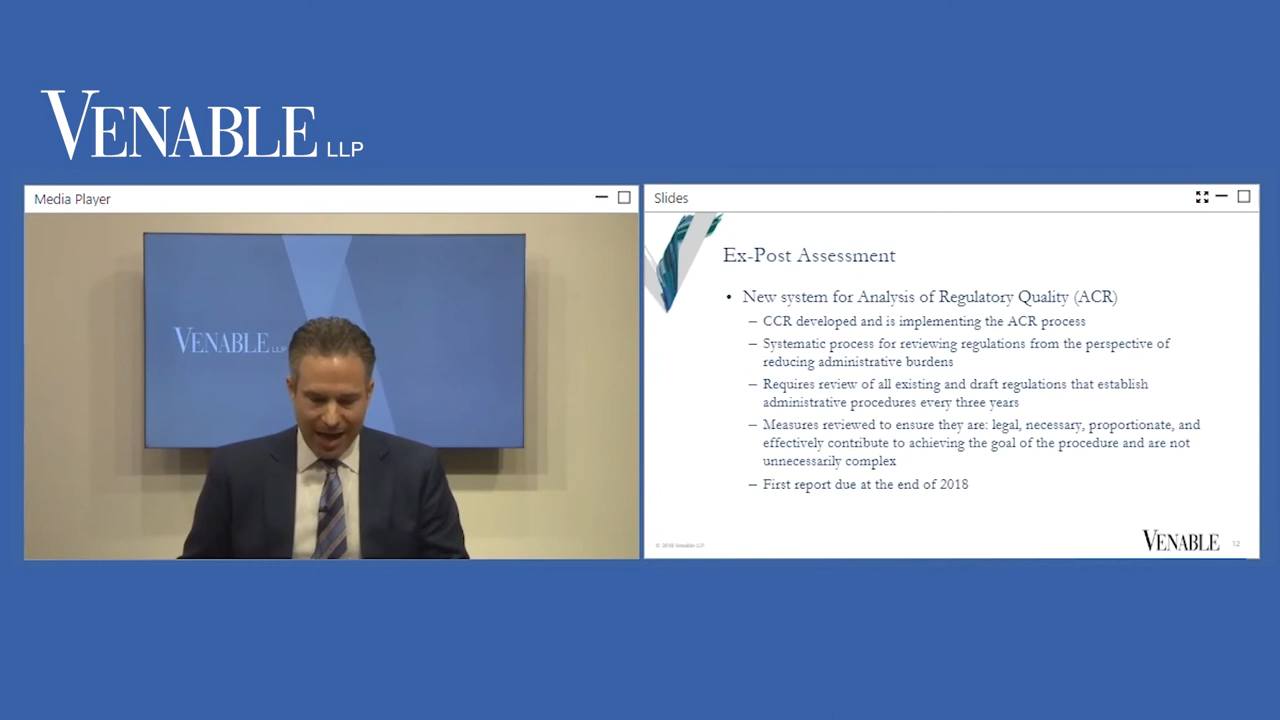 VENABLE LLP
Media Player
VENABLE LLP
Slides
Ex-Post Assessment
• New system for Analysis of Regulatory Quality (ACR)
– CCR developed and is implementing the ACR process
– Systematic process for reviewing regulations from the perspective of
reducing administrative burdens
– Requires review of all existing and draft regulations that establish
administrative procedures every three years
– Measures reviewed to ensure they are: legal, necessary, proportionate, and
effectively contribute to achieving the goal of the procedure and are not
unnecessarily complex
– First report due at the end of 2018
© 2018 Venable LLP
VENABLE
12